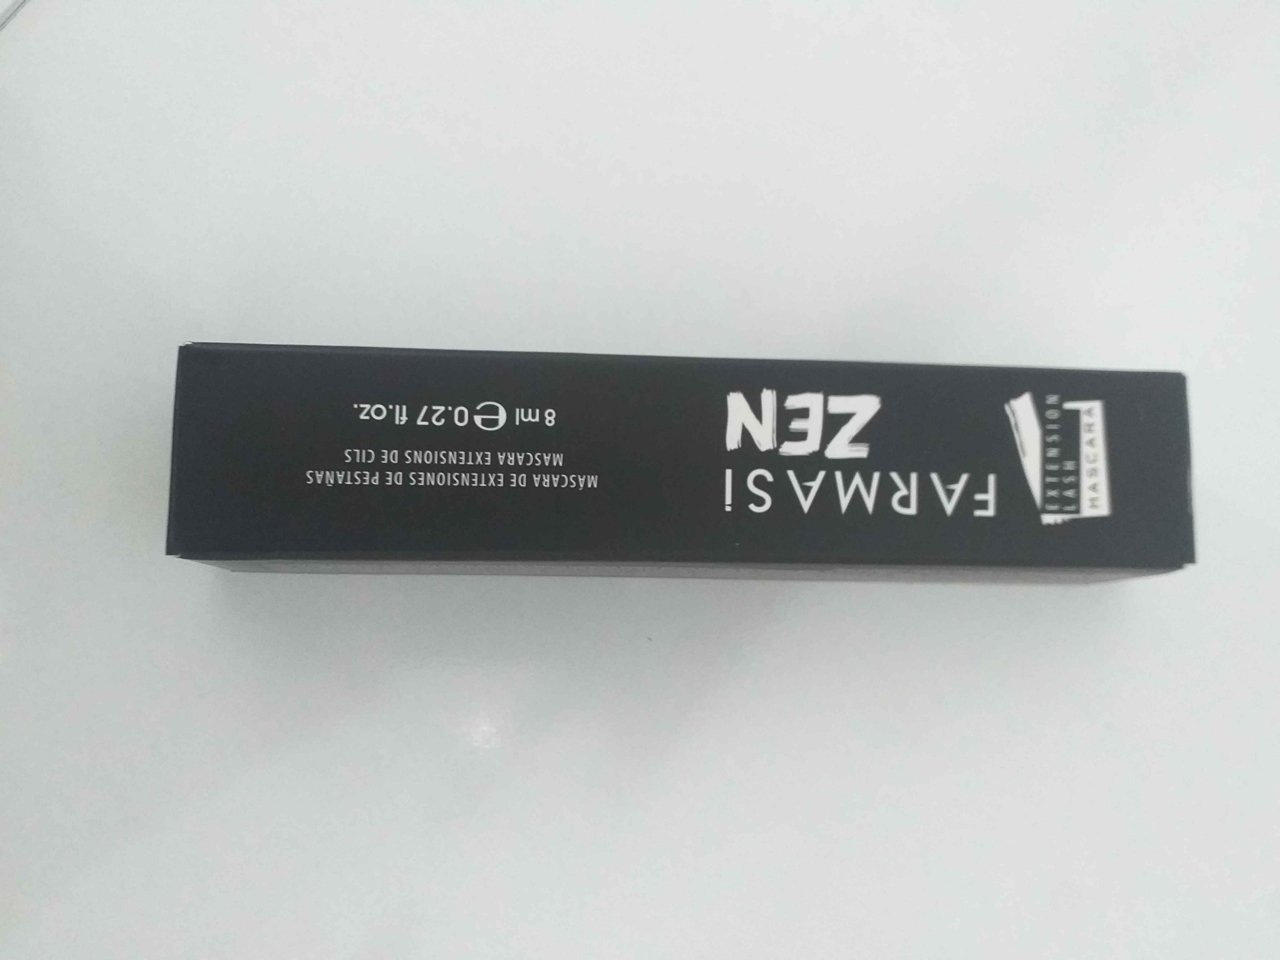 EXTENSION
LASH
MASCARA
FARMASi
ZEN
MÁSCARA DE EXTENSIONES DE PESTAÑAS
MASCARA EXTENSIONS DE CILS
8 ml ℮ 0.27 fl.oz.